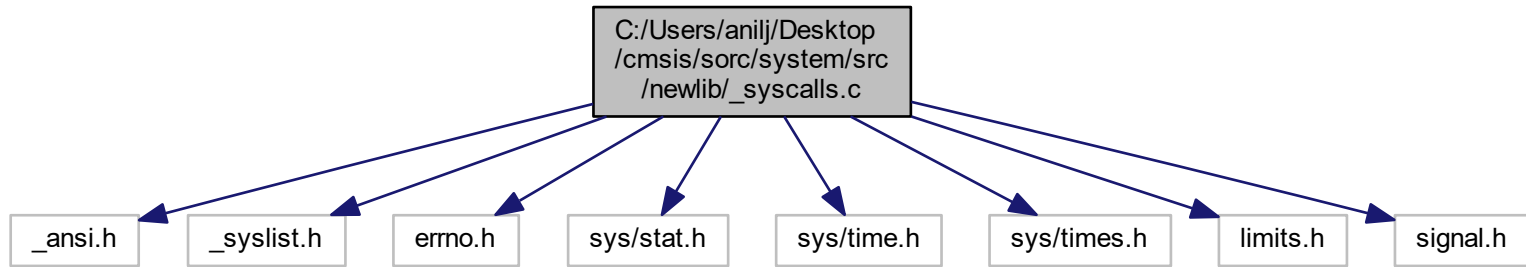 C:/Users/anilj/Desktop
/cmsis/sorc/system/src
/newlib/_syscalls.c
_ansi.h
_syslist.h
errno.h
sys/stat.h
sys/time.h
sys/times.h
limits.h
signal.h